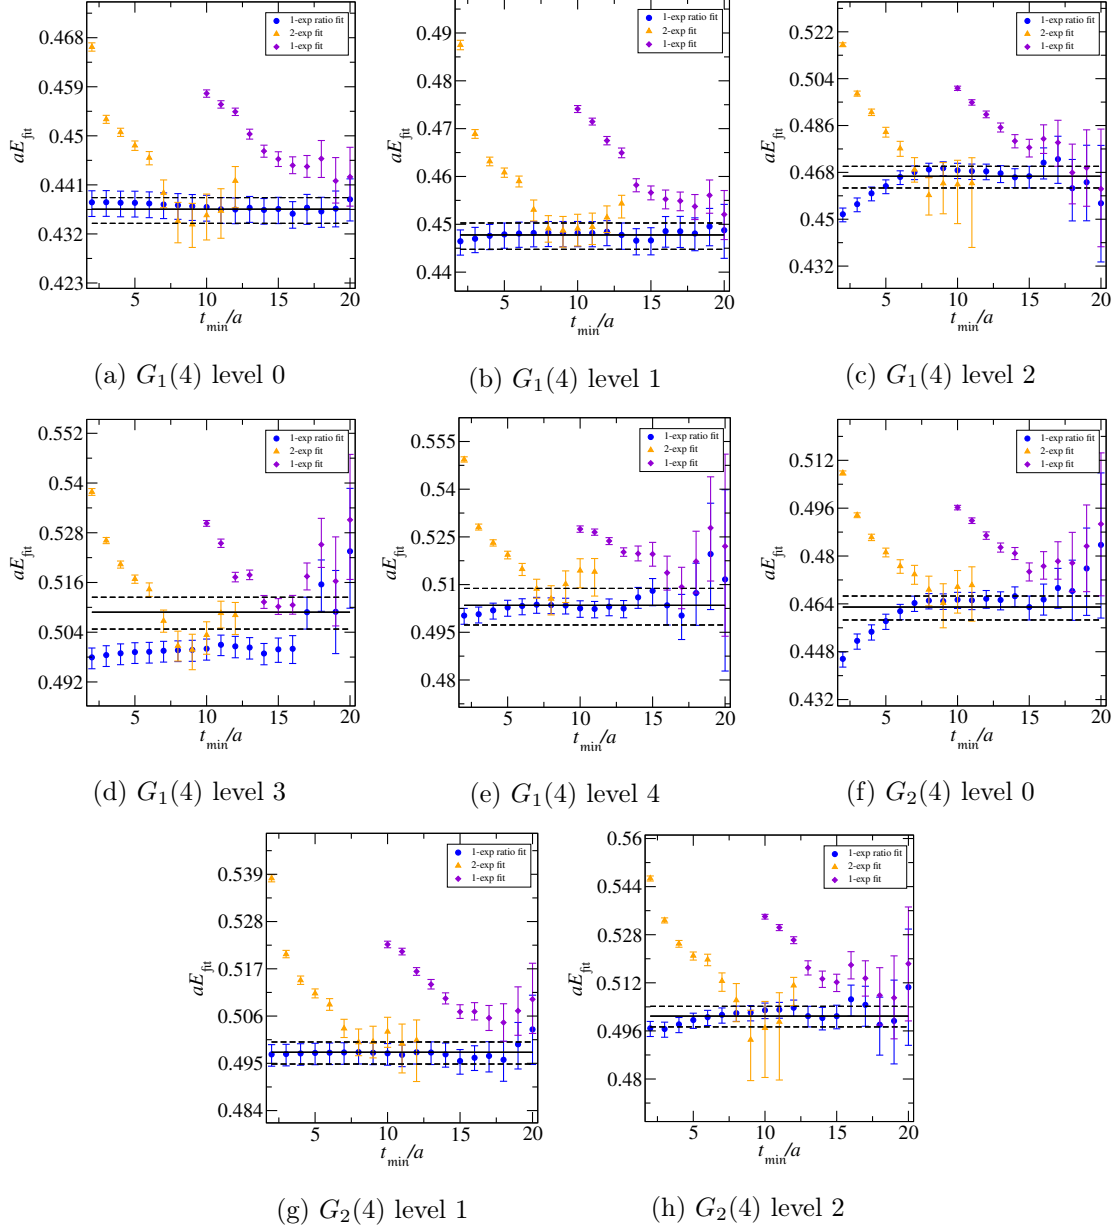 1-exp ratio fit
2-exp fit
1-exp fit
0.468
0.459
0.45
0.441
0.432
0.423
aE_fit
5 10 15 20
t_min/a
(a) G₁(4) level 0
1-exp ratio fit
2-exp fit
1-exp fit
0.49
0.48
0.47
0.46
0.45
0.44
aE_fit
5 10 15 20
t_min/a
(b) G₁(4) level 1
1-exp ratio fit
2-exp fit
1-exp fit
0.522
0.504
0.486
0.468
0.45
0.432
aE_fit
5 10 15 20
t_min/a
(c) G₁(4) level 2
1-exp ratio fit
2-exp fit
1-exp fit
0.552
0.54
0.528
0.516
0.504
0.492
aE_fit
5 10 15 20
t_min/a
(d) G₁(4) level 3
1-exp ratio fit
2-exp fit
1-exp fit
0.555
0.54
0.525
0.51
0.495
0.48
aE_fit
5 10 15 20
t_min/a
(e) G₁(4) level 4
1-exp ratio fit
2-exp fit
1-exp fit
0.512
0.496
0.48
0.464
0.448
0.432
aE_fit
5 10 15 20
t_min/a
(f) G₂(4) level 0
1-exp ratio fit
2-exp fit
1-exp fit
0.539
0.528
0.517
0.506
0.495
0.484
aE_fit
5 10 15 20
t_min/a
(g) G₂(4) level 1
1-exp ratio fit
2-exp fit
1-exp fit
0.56
0.544
0.528
0.512
0.496
0.48
aE_fit
5 10 15 20
t_min/a
(h) G₂(4) level 2